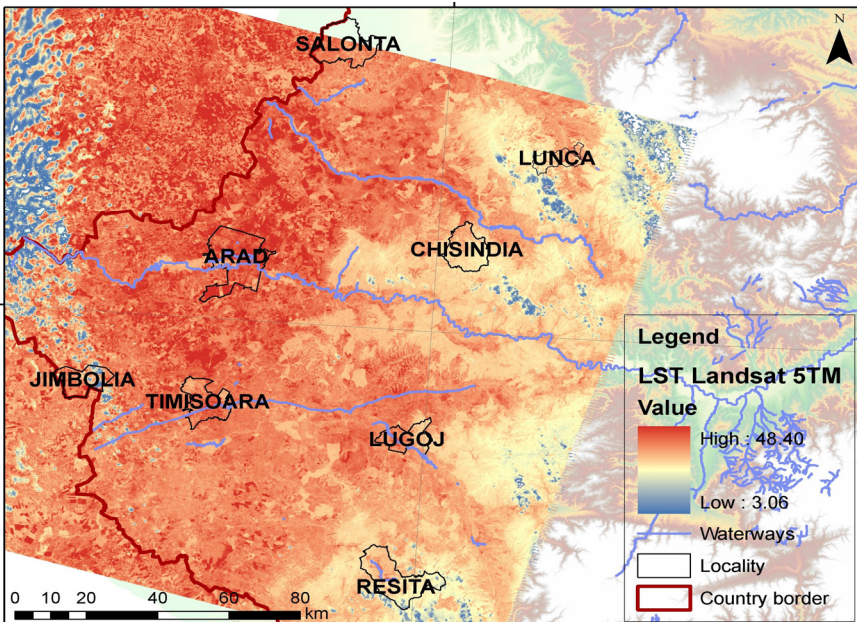 SALONTA
N
LUNCA
ARAD
CHISINDIA
JIMBOLIA
TIMISOARA
LUGOJ
RESITA
0 10 20 40 60 80
km
Legend
LST Landsat 5TM
Value
High : 48.40
Low : 3.06
Waterways
Locality
Country border